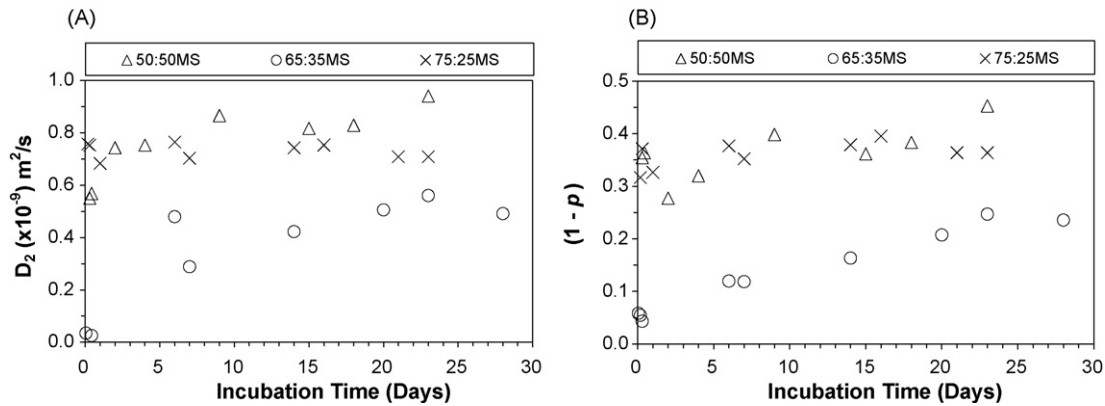 (A)
△ 50:50MS ○ 65:35MS × 75:25MS
1.0
0.8
0.6
0.4
0.2
0.0
D₂ (x10⁻⁹) m²/s
0 5 10 15 20 25 30
Incubation Time (Days)
(B)
△ 50:50MS ○ 65:35MS × 75:25MS
0.5
0.4
0.3
0.2
0.1
0.0
(1 - p)
0 5 10 15 20 25 30
Incubation Time (Days)